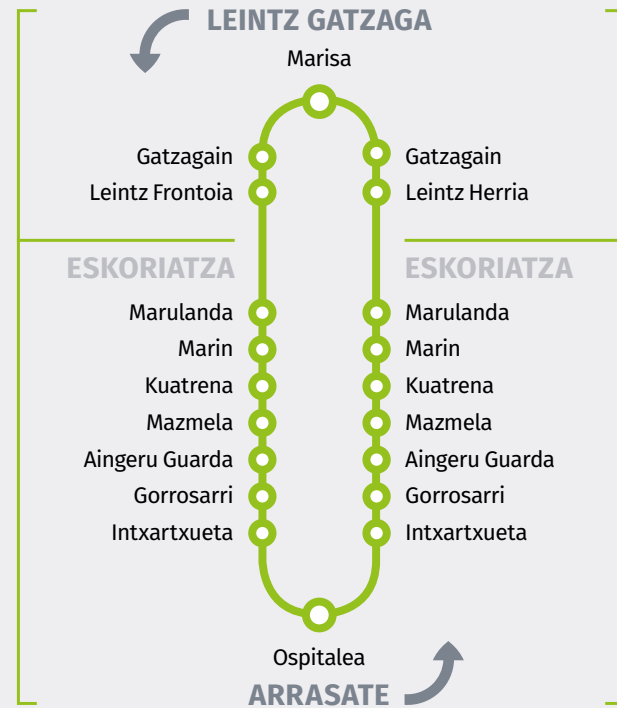 LEINTZ GATZAGA
Marisa
Gatzagain
Leintz Frontoia
Gatzagain
Leintz Herria
ESKORIATZA
Marulanda
Marin
Kuatrena
Mazmela
Aingeru Guarda
Gorrosarri
Intxartxueta
ESKORIATZA
Marulanda
Marin
Kuatrena
Mazmela
Aingeru Guarda
Gorrosarri
Intxartxueta
Ospitalea
ARRASATE